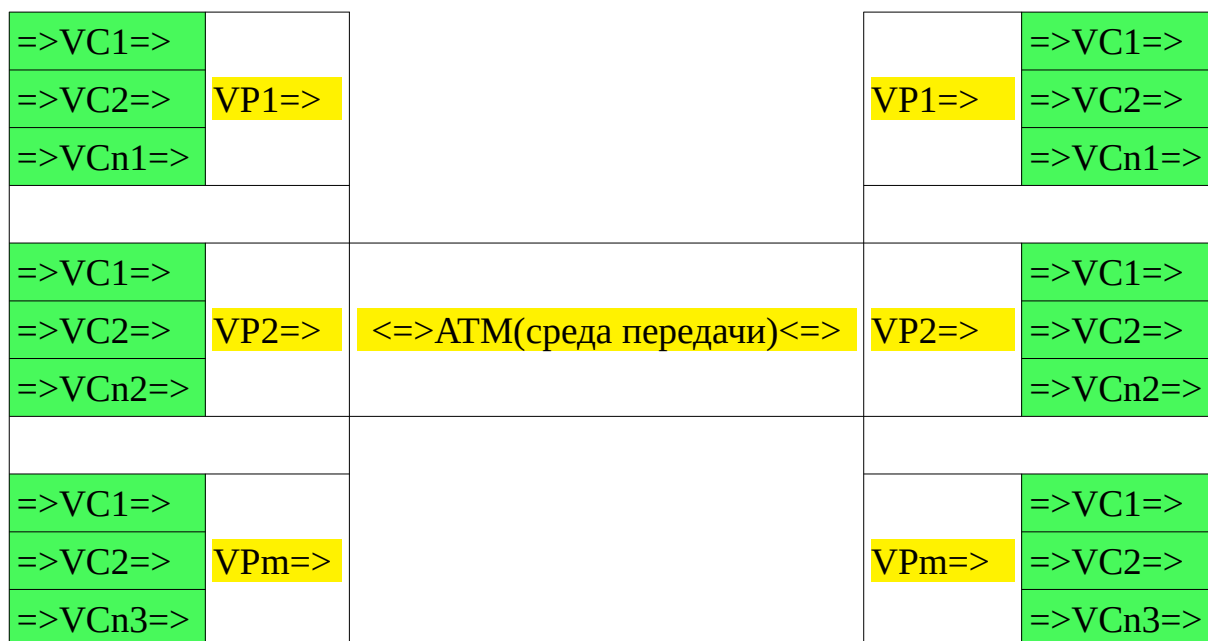 =>VC1=> =>VC1=>
=>VC2=> VP1=> VP1=> =>VC2=>
=>VCn1=> =>VCn1=>
=>VC1=> =>VC1=>
=>VC2=> VP2=> <=>АТМ(среда передачи)<=> VP2=> =>VC2=>
=>VCn2=> =>VCn2=>
=>VC1=> =>VC1=>
=>VC2=> VPm=> VPm=> =>VC2=>
=>VCn3=> =>VCn3=>